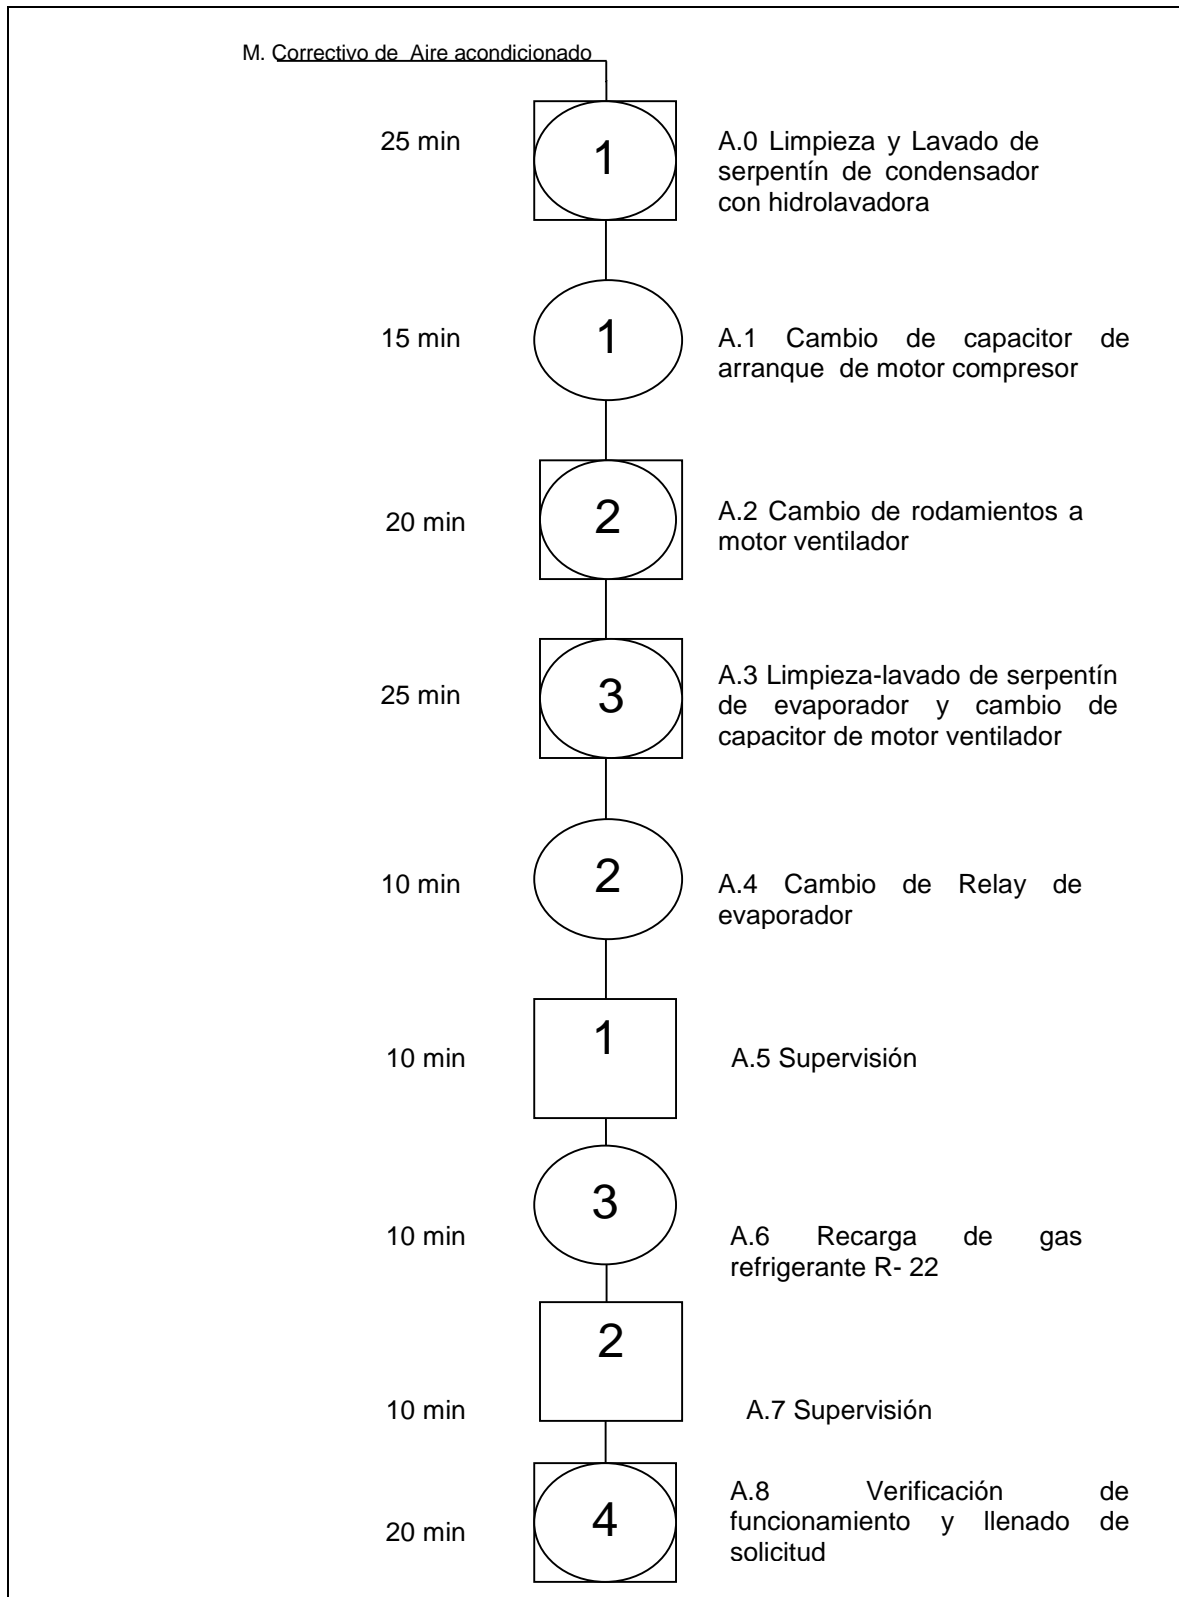 M. Correctivo de Aire acondicionado
25 min
1
A.0 Limpieza y Lavado de
serpentín de condensador
con hidrolavadora
15 min
1
A.1 Cambio de capacitor de
arranque de motor compresor
20 min
2
A.2 Cambio de rodamientos a
motor ventilador
25 min
3
A.3 Limpieza-lavado de serpentín
de evaporador y cambio de
capacitor de motor ventilador
10 min
2
A.4 Cambio de Relay de
evaporador
10 min
1
A.5 Supervisión
10 min
3
A.6 Recarga de gas
refrigerante R- 22
10 min
2
A.7 Supervisión
20 min
4
A.8 Verificación de
funcionamiento y llenado de
solicitud